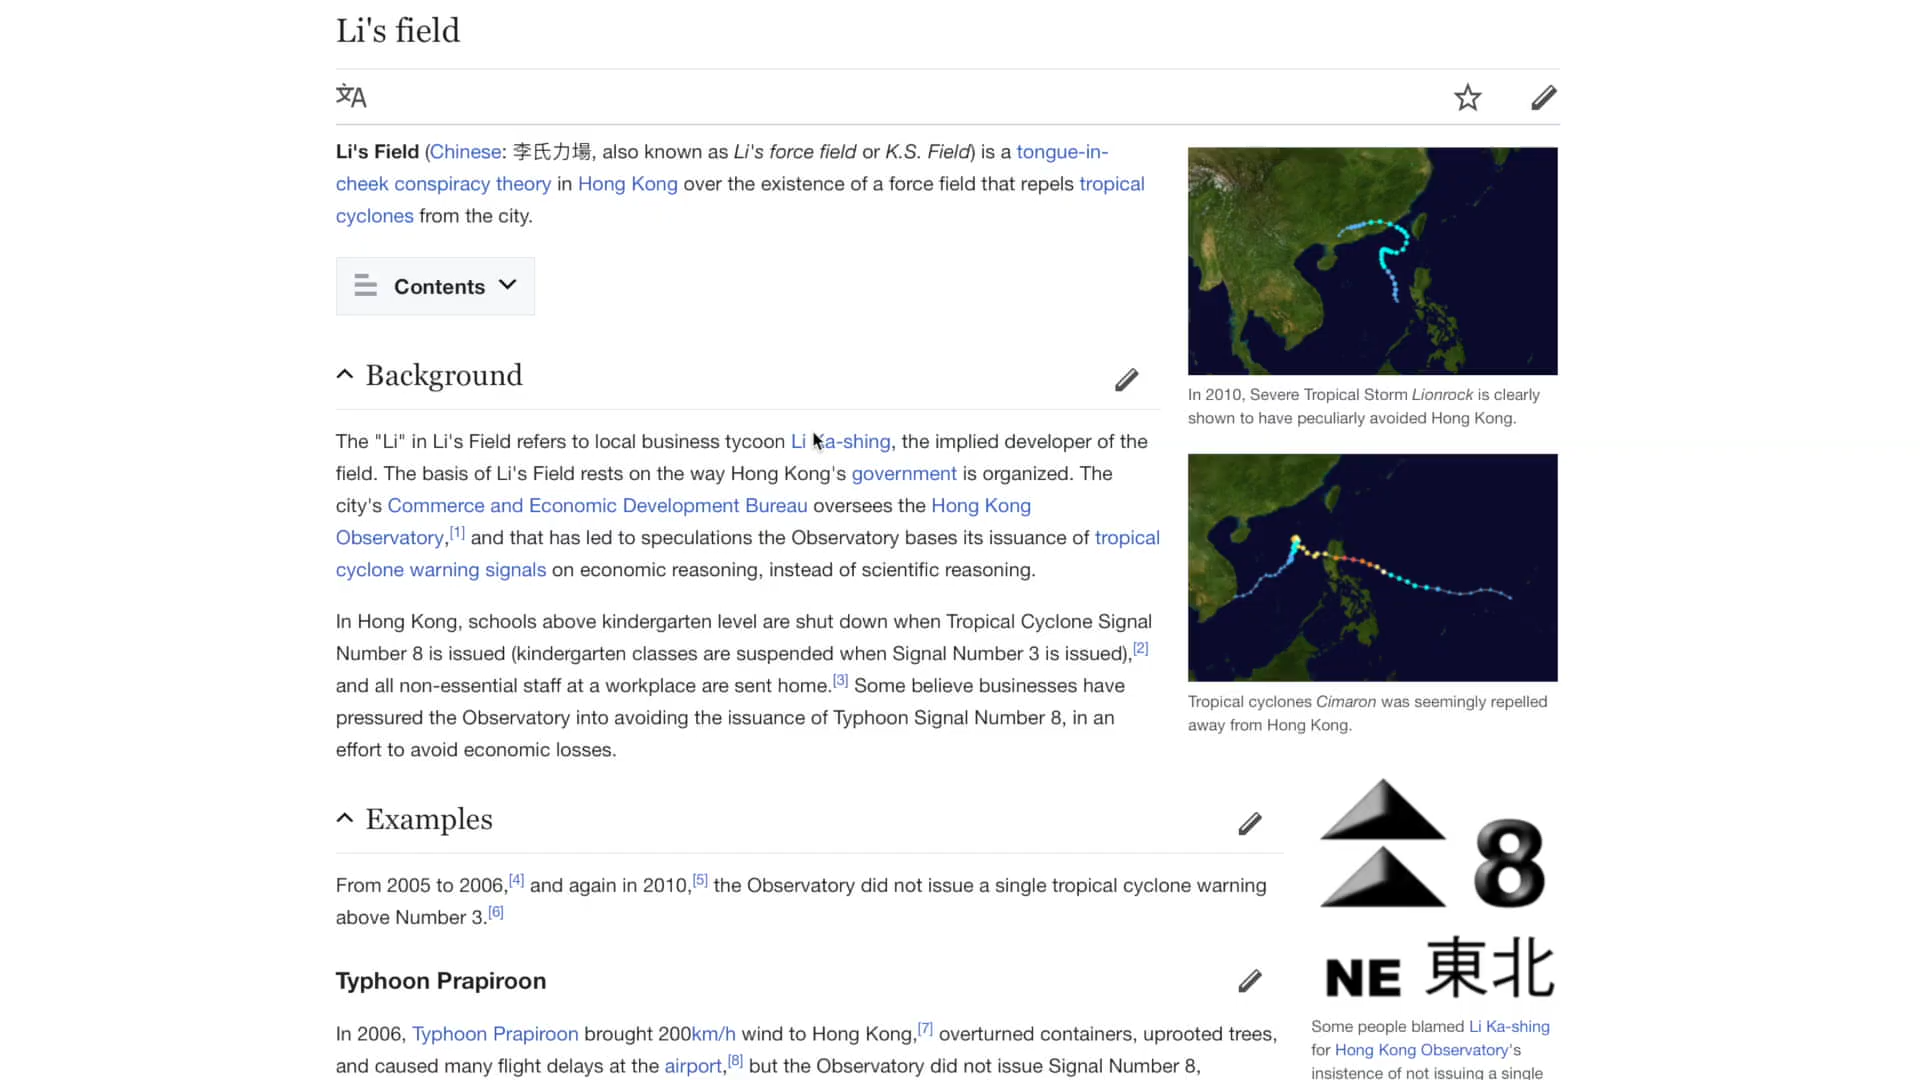 Li's field
文A
Li's Field (Chinese: 李氏力場, also known as Li's force field or K.S. Field) is a tongue-in-
cheek conspiracy theory in Hong Kong over the existence of a force field that repels tropical
cyclones from the city.
Contents
Background
The "Li" in Li's Field refers to local business tycoon Li Ka-shing, the implied developer of the
field. The basis of Li's Field rests on the way Hong Kong's government is organized. The
city's Commerce and Economic Development Bureau oversees the Hong Kong
Observatory,[1] and that has led to speculations the Observatory bases its issuance of tropical
cyclone warning signals on economic reasoning, instead of scientific reasoning.
In Hong Kong, schools above kindergarten level are shut down when Tropical Cyclone Signal
Number 8 is issued (kindergarten classes are suspended when Signal Number 3 is issued),[2]
and all non-essential staff at a workplace are sent home.[3] Some believe businesses have
pressured the Observatory into avoiding the issuance of Typhoon Signal Number 8, in an
effort to avoid economic losses.
Examples
From 2005 to 2006,[4] and again in 2010,[5] the Observatory did not issue a single tropical cyclone warning
above Number 3.[6]
Typhoon Prapiroon
In 2006, Typhoon Prapiroon brought 200km/h wind to Hong Kong,[7] overturned containers, uprooted trees,
and caused many flight delays at the airport,[8] but the Observatory did not issue Signal Number 8,
In 2010, Severe Tropical Storm Lionrock is clearly
shown to have peculiarly avoided Hong Kong.
Tropical cyclones Cimaron was seemingly repelled
away from Hong Kong.
8
NE 東北
Some people blamed Li Ka-shing
for Hong Kong Observatory's
insistence of not issuing a single